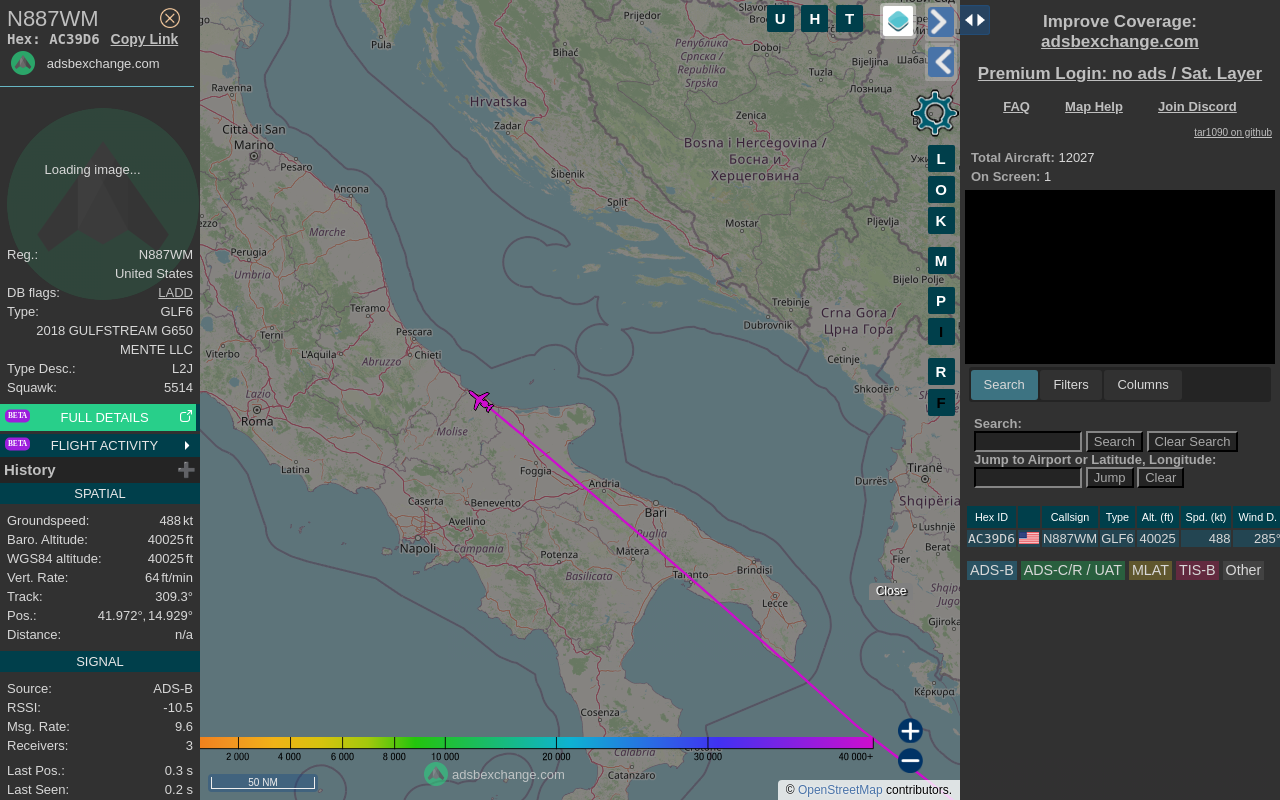 N887WM
Hex: AC39D6 Copy Link
adsbexchange.com
Loading image...
Reg.: N887WM
United States
DB flags: LADD
Type: GLF6
2018 GULFSTREAM G650
MENTE LLC
Type Desc.: L2J
Squawk: 5514
BETA FULL DETAILS
BETA FLIGHT ACTIVITY
History
SPATIAL
Groundspeed: 488 kt
Baro. Altitude: 40025 ft
WGS84 altitude: 40025 ft
Vert. Rate: 64 ft/min
Track: 309.3°
Pos.: 41.972°, 14.929°
Distance: n/a
SIGNAL
Source: ADS-B
RSSI: -10.5
Msg. Rate: 9.6
Receivers: 3
Last Pos.: 0.3 s
Last Seen: 0.2 s
U H T
L
O
K
M
P
I
R
F
Pula
Prijedor
Bihać
Doboj
Република
Српска /
Republika
Srpska
Tuzla
Bijeljina
Лозница
Ravenna
Hrvatska
Zadar
Zenica
Città di San
Marino
Pesaro
Bosna i Hercegovina /
Босна и
Херцеговина
Šibenik
Ancona
Split
Mostar
Pljevlja
Marche
Perugia
Umbria
Bijelo Polje
Trebinje
Teramo
Dubrovnik
Crna Gora /
Црна Гора
Terni
Pescara
Viterbo
L'Aquila
Abruzzo
Chieti
Cetinje
Shkodër
Lazio
Roma
Molise
Latina
Foggia
Tiranë
Andria
Durrës
Caserta
Benevento
Bari
Shqipëria
Avellino
Puglia
Lushnjë
Napoli
Campania
Potenza
Matera
Berat
Fier
Basilicata
Taranto
Brindisi
Close
Lecce
Gjiroka
Κέρκυρα
Cosenza
Calabria
Crotone
Catanzaro
2 000 4 000 6 000 8 000 10 000 20 000 30 000 40 000+
adsbexchange.com
50 NM
© OpenStreetMap contributors.
Improve Coverage:
adsbexchange.com
Premium Login: no ads / Sat. Layer
FAQ Map Help Join Discord
tar1090 on github
Total Aircraft: 12027
On Screen: 1
Search Filters Columns
Search:
Search Clear Search
Jump to Airport or Latitude, Longitude:
Jump Clear
Hex ID Callsign Type Alt. (ft) Spd. (kt) Wind D.
AC39D6 N887WM GLF6 40025 488 285°
ADS-B ADS-C/R / UAT MLAT TIS-B Other